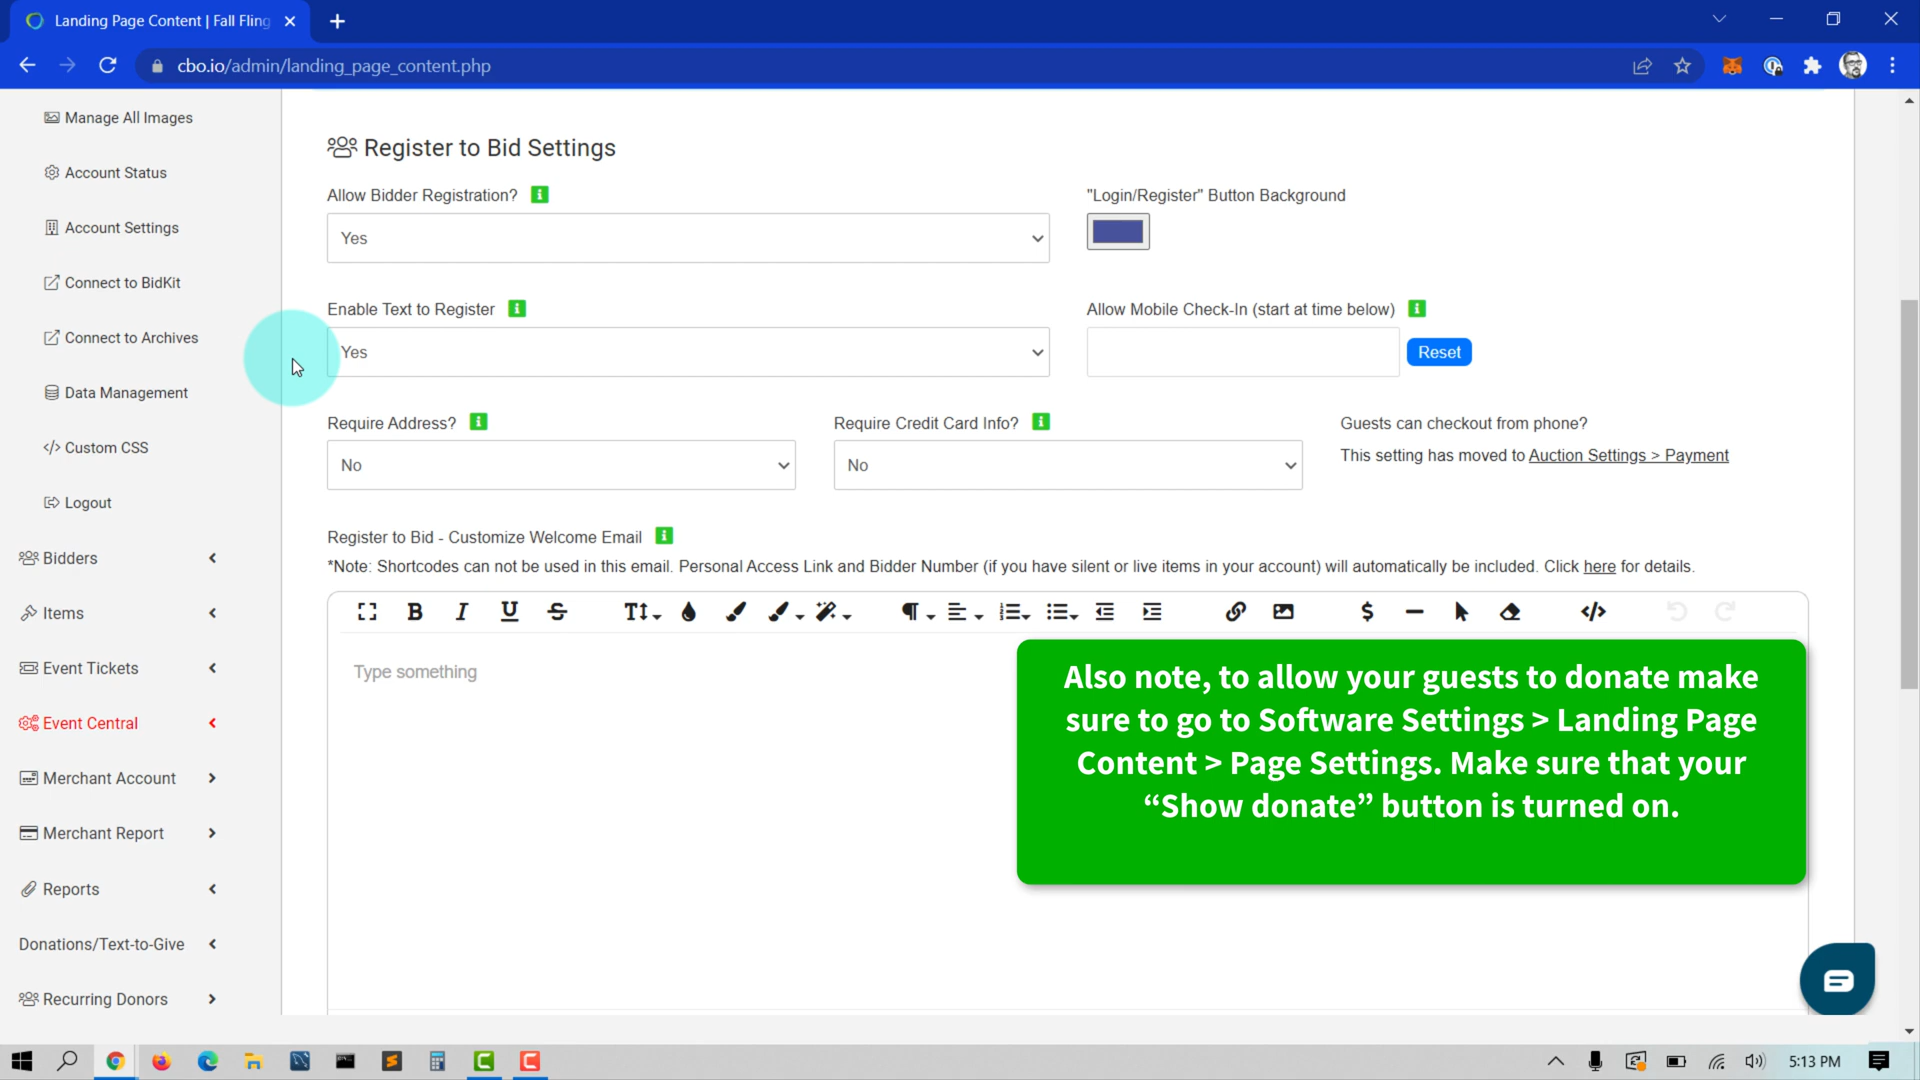 Landing Page Content | Fall Fling
cbo.io/admin/landing_page_content.php
Manage All Images
Account Status
Account Settings
Connect to BidKit
Connect to Archives
Data Management
Custom CSS
Logout
Bidders
Items
Event Tickets
Event Central
Merchant Account
Merchant Report
Reports
Donations/Text-to-Give
Recurring Donors
Register to Bid Settings
Allow Bidder Registration?
"Login/Register" Button Background
Yes
Enable Text to Register
Allow Mobile Check-In (start at time below)
Yes
Reset
Require Address?
Require Credit Card Info?
Guests can checkout from phone?
No
No
This setting has moved to Auction Settings > Payment
Register to Bid - Customize Welcome Email
*Note: Shortcodes can not be used in this email. Personal Access Link and Bidder Number (if you have silent or live items in your account) will automatically be included. Click here for details.
Type something
Also note, to allow your guests to donate make
sure to go to Software Settings > Landing Page
Content > Page Settings. Make sure that your
“Show donate” button is turned on.
5:13 PM